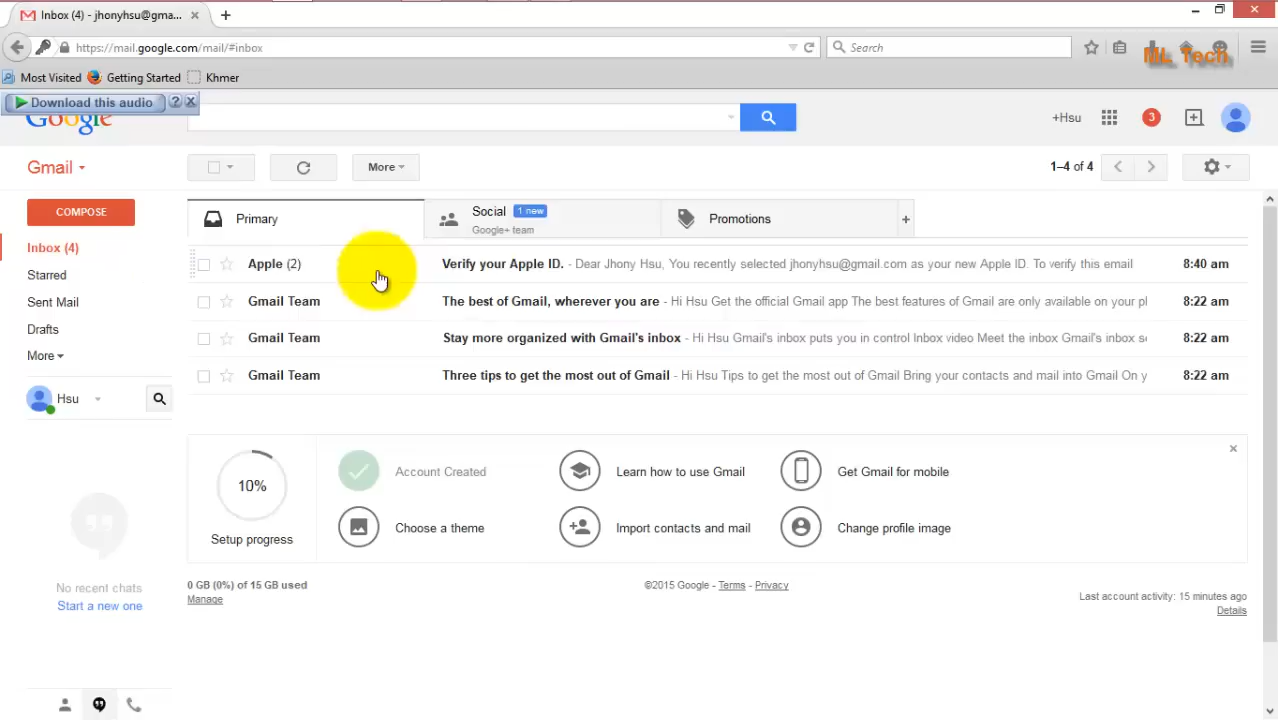 Inbox (4) - jhonyhsu@gma...
https://mail.google.com/mail/#inbox
Search
ML Tech
Most Visited Getting Started Khmer
Download this audio ?
Google
+Hsu 3
Gmail
More
1–4 of 4
COMPOSE
Primary
Social 1 new
Google+ team
Promotions
+
Inbox (4)
Starred
Sent Mail
Drafts
More
Hsu
Apple (2) Verify your Apple ID. - Dear Jhony Hsu, You recently selected jhonyhsu@gmail.com as your new Apple ID. To verify this email 8:40 am
Gmail Team The best of Gmail, wherever you are - Hi Hsu Get the official Gmail app The best features of Gmail are only available on your pl 8:22 am
Gmail Team Stay more organized with Gmail's inbox - Hi Hsu Gmail's inbox puts you in control Inbox video Meet the inbox Gmail's inbox se 8:22 am
Gmail Team Three tips to get the most out of Gmail - Hi Hsu Tips to get the most out of Gmail Bring your contacts and mail into Gmail On y 8:22 am
10%
Setup progress
Account Created Learn how to use Gmail Get Gmail for mobile
Choose a theme Import contacts and mail Change profile image
No recent chats
Start a new one
0 GB (0%) of 15 GB used
Manage
©2015 Google - Terms - Privacy
Last account activity: 15 minutes ago
Details